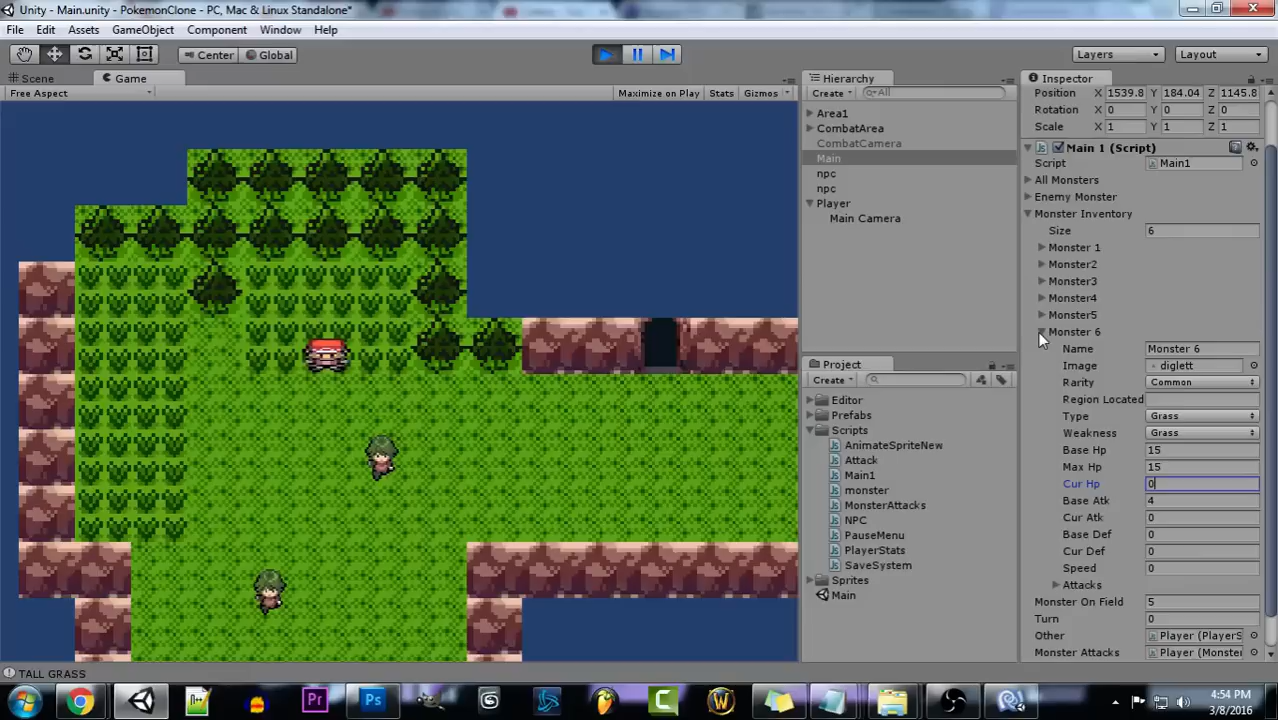 Unity - Main.unity - PokemonClone - PC, Mac & Linux Standalone*
File Edit Assets GameObject Component Window Help
Center Global Layers Layout
Scene Game
Free Aspect Maximize on Play Stats Gizmos
Hierarchy
Create All
Area1
CombatArea
CombatCamera
Main
npc
npc
Player
Main Camera
Project
Create
Editor
Prefabs
Scripts
AnimateSpriteNew
Attack
Main1
monster
MonsterAttacks
NPC
PauseMenu
PlayerStats
SaveSystem
Sprites
Main
Inspector
Position X 1539.8 Y 184.04 Z 1145.8
Rotation X 0 Y 0 Z 0
Scale X 1 Y 1 Z 1
Main 1 (Script)
Script Main1
All Monsters
Enemy Monster
Monster Inventory
Size 6
Monster 1
Monster2
Monster3
Monster4
Monster5
Monster 6
Name Monster 6
Image diglett
Rarity Common
Region Located
Type Grass
Weakness Grass
Base Hp 15
Max Hp 15
Cur Hp 0
Base Atk 4
Cur Atk 0
Base Def 0
Cur Def 0
Speed 0
Attacks
Monster On Field 5
Turn 0
Other Player (PlayerS
Monster Attacks Player (Monster
TALL GRASS
Pr Ps W
4:54 PM
3/8/2016